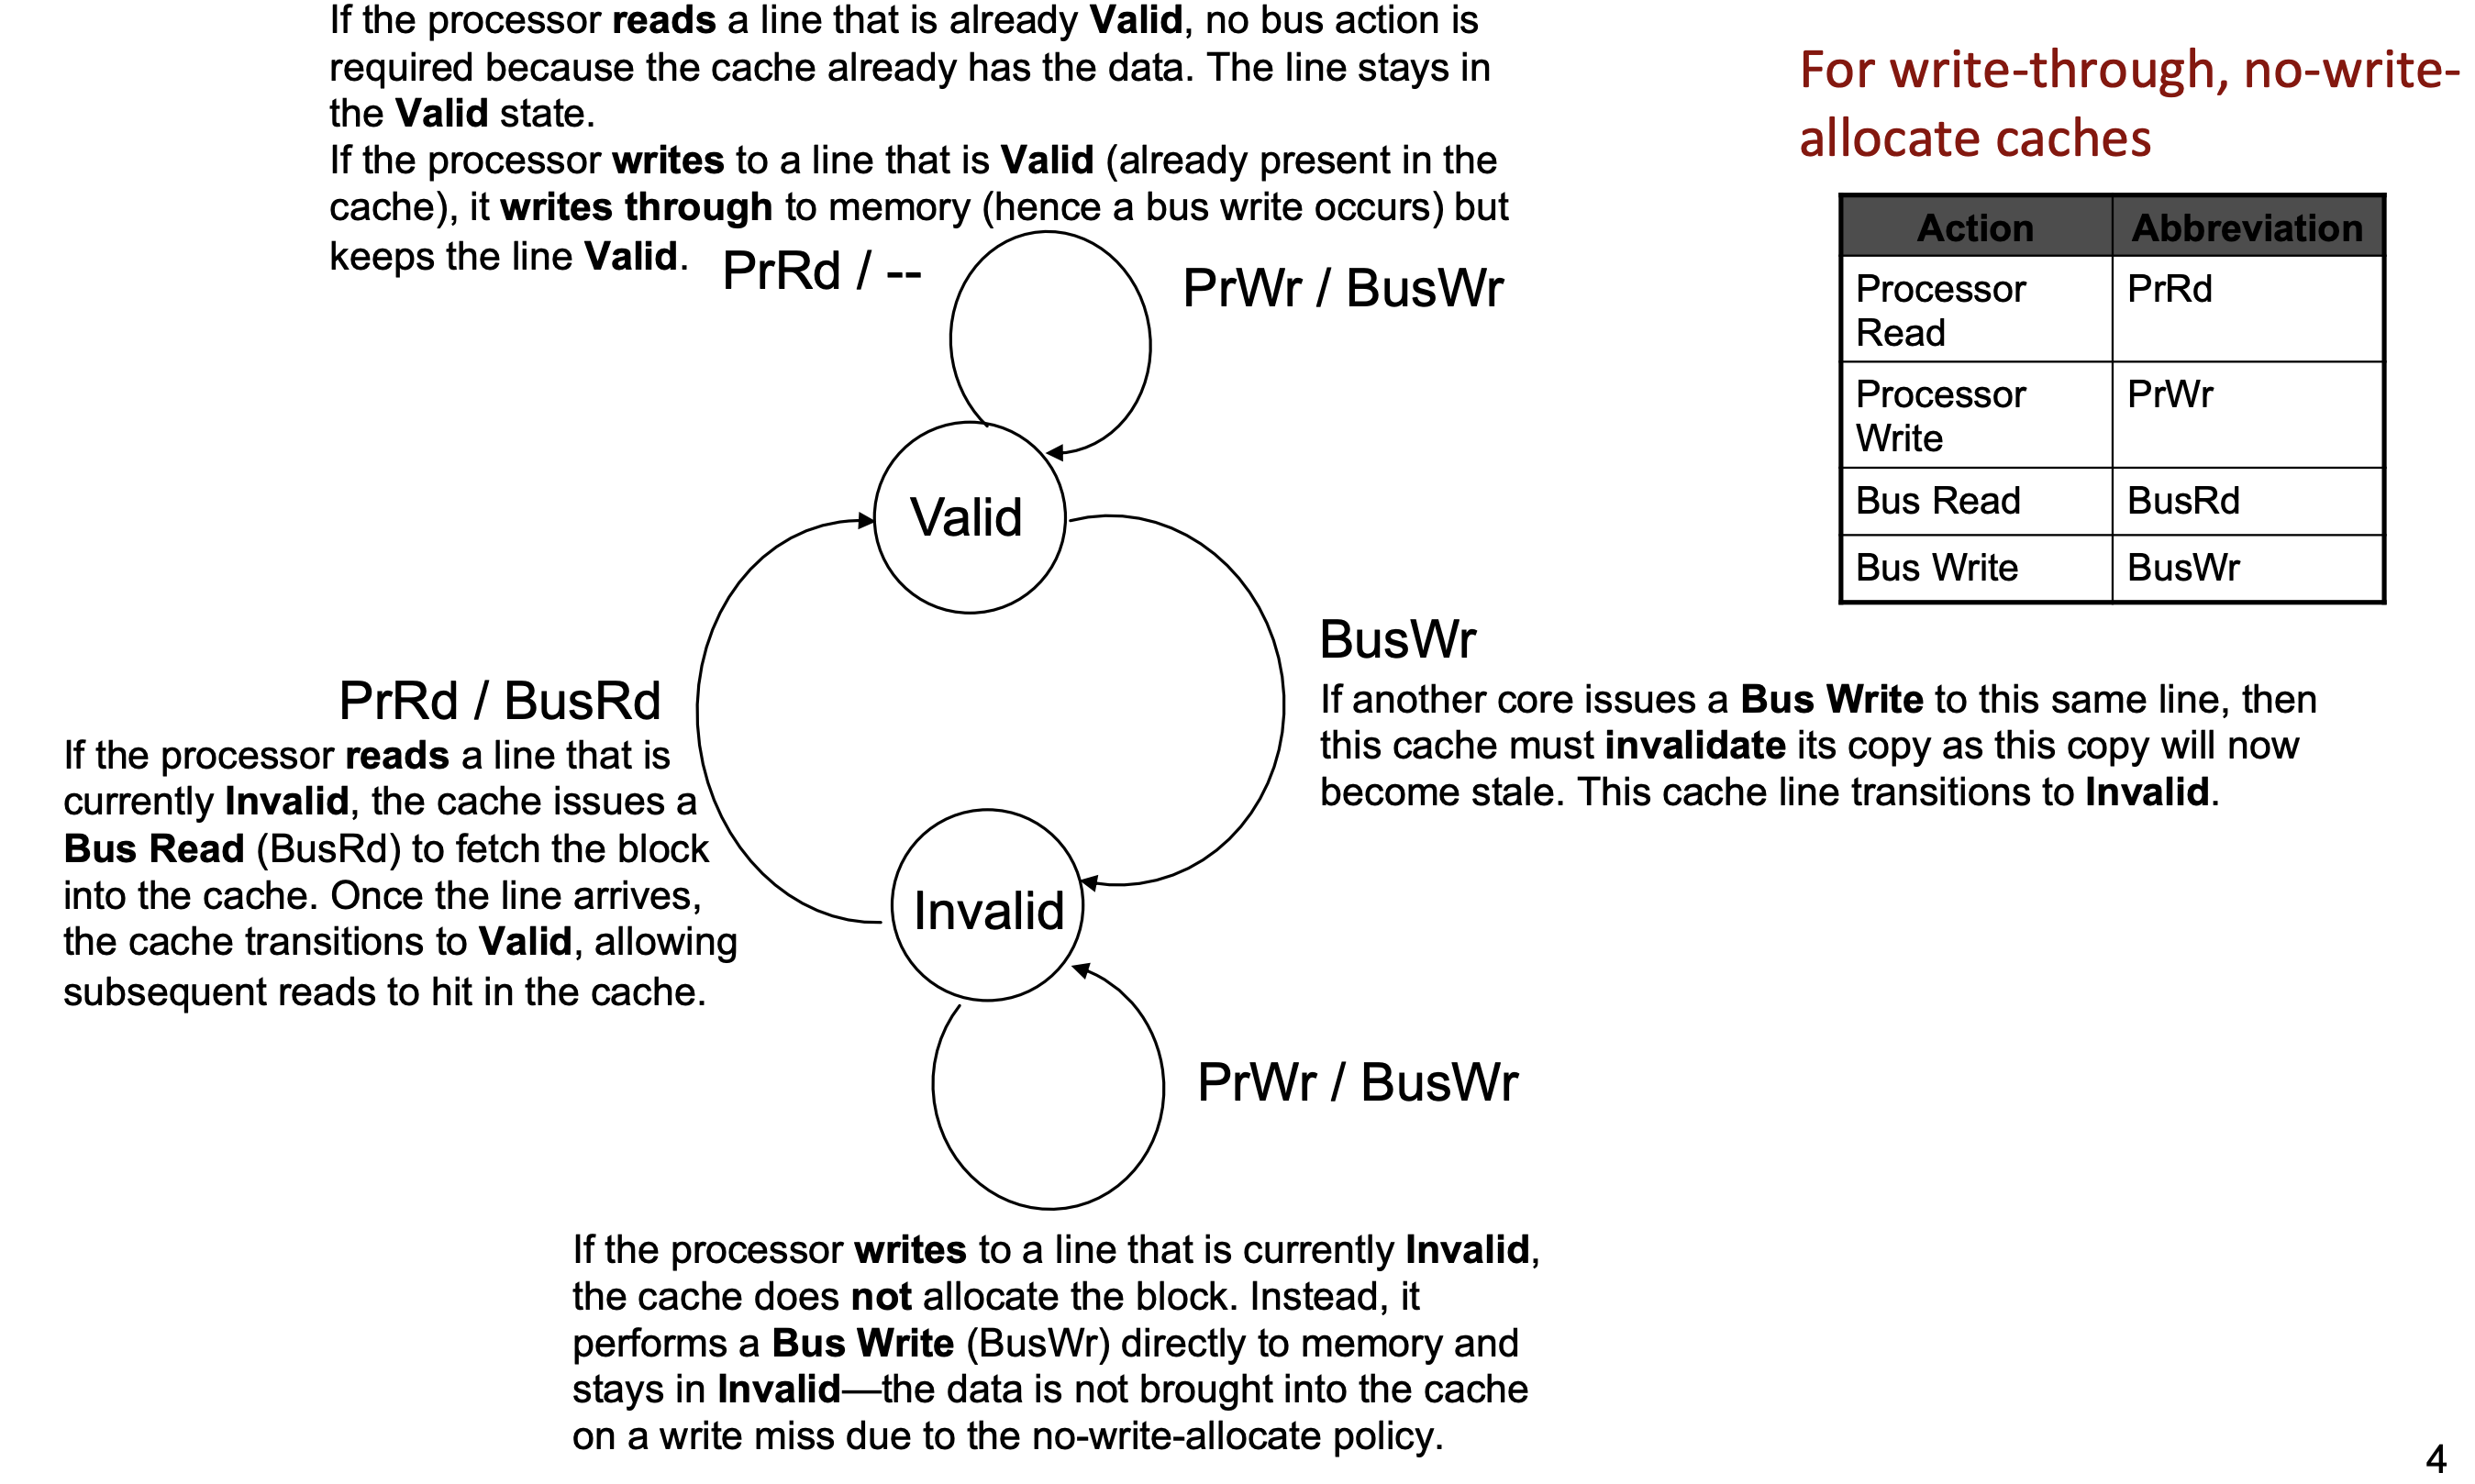 If the processor reads a line that is already Valid, no bus action is
required because the cache already has the data. The line stays in
the Valid state.
If the processor writes to a line that is Valid (already present in the
cache), it writes through to memory (hence a bus write occurs) but
keeps the line Valid.
PrRd / --
PrWr / BusWr
For write-through, no-write-
allocate caches
Action Abbreviation
Processor PrRd
Read
Processor PrWr
Write
Bus Read BusRd
Bus Write BusWr
Valid
BusWr
If another core issues a Bus Write to this same line, then
this cache must invalidate its copy as this copy will now
become stale. This cache line transitions to Invalid.
PrRd / BusRd
If the processor reads a line that is
currently Invalid, the cache issues a
Bus Read (BusRd) to fetch the block
into the cache. Once the line arrives,
the cache transitions to Valid, allowing
subsequent reads to hit in the cache.
Invalid
PrWr / BusWr
If the processor writes to a line that is currently Invalid,
the cache does not allocate the block. Instead, it
performs a Bus Write (BusWr) directly to memory and
stays in Invalid—the data is not brought into the cache
on a write miss due to the no-write-allocate policy.
4